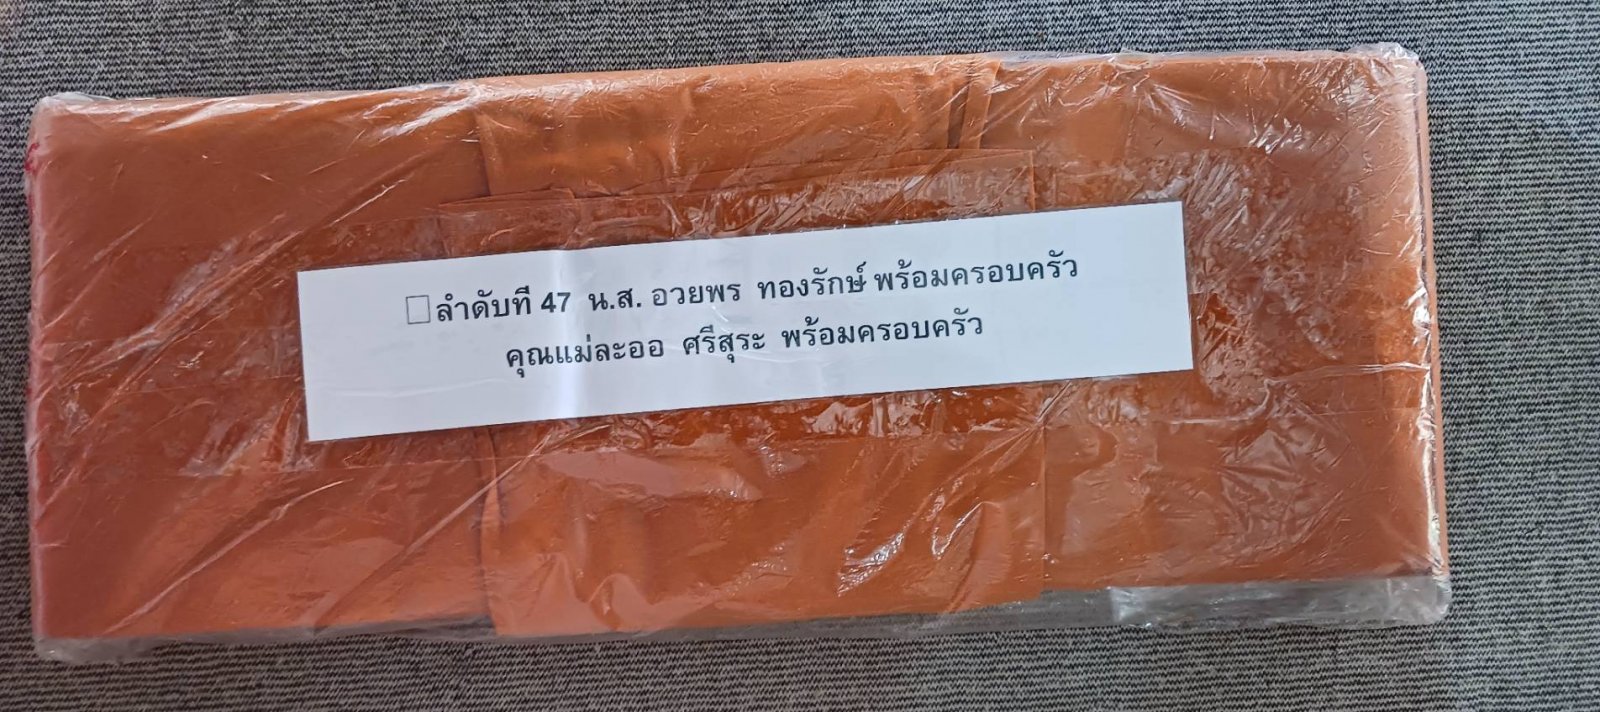 □ลำดับที่ 47 น.ส. อวยพร ทองรักษ์ พร้อมครอบครัว
คุณแม่ละออ ศรีสุระ พร้อมครอบครัว